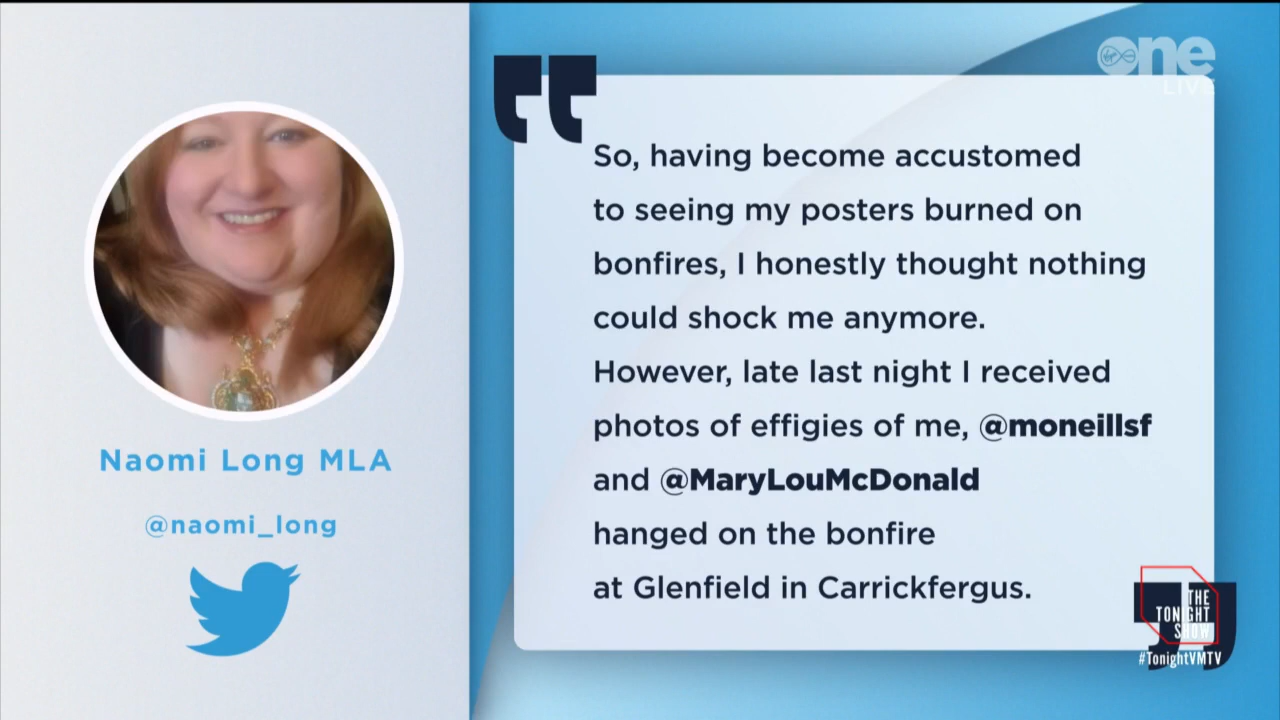 one
LIVE
So, having become accustomed
to seeing my posters burned on
bonfires, I honestly thought nothing
could shock me anymore.
However, late last night I received
photos of effigies of me, @moneillsf
and @MaryLouMcDonald
hanged on the bonfire
at Glenfield in Carrickfergus.
Naomi Long MLA
@naomi_long
THE
TONIGHT
SHOW
#TonightVMTV